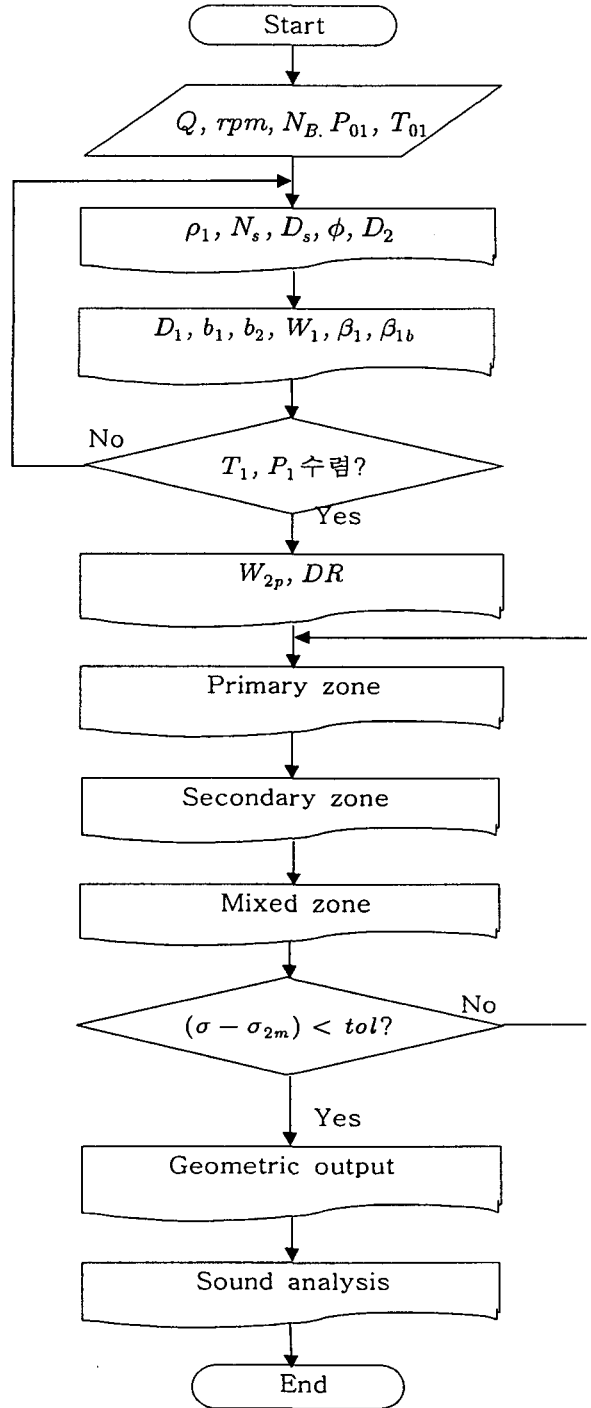 Start
Q, rpm, N_B. P_01, T_01
ρ_1, N_s, D_s, ϕ, D_2
D_1, b_1, b_2, W_1, β_1, β_1b
No
T_1, P_1 수렴?
Yes
W_2p, DR
Primary zone
Secondary zone
Mixed zone
No
(σ − σ_2m) < tol?
Yes
Geometric output
Sound analysis
End